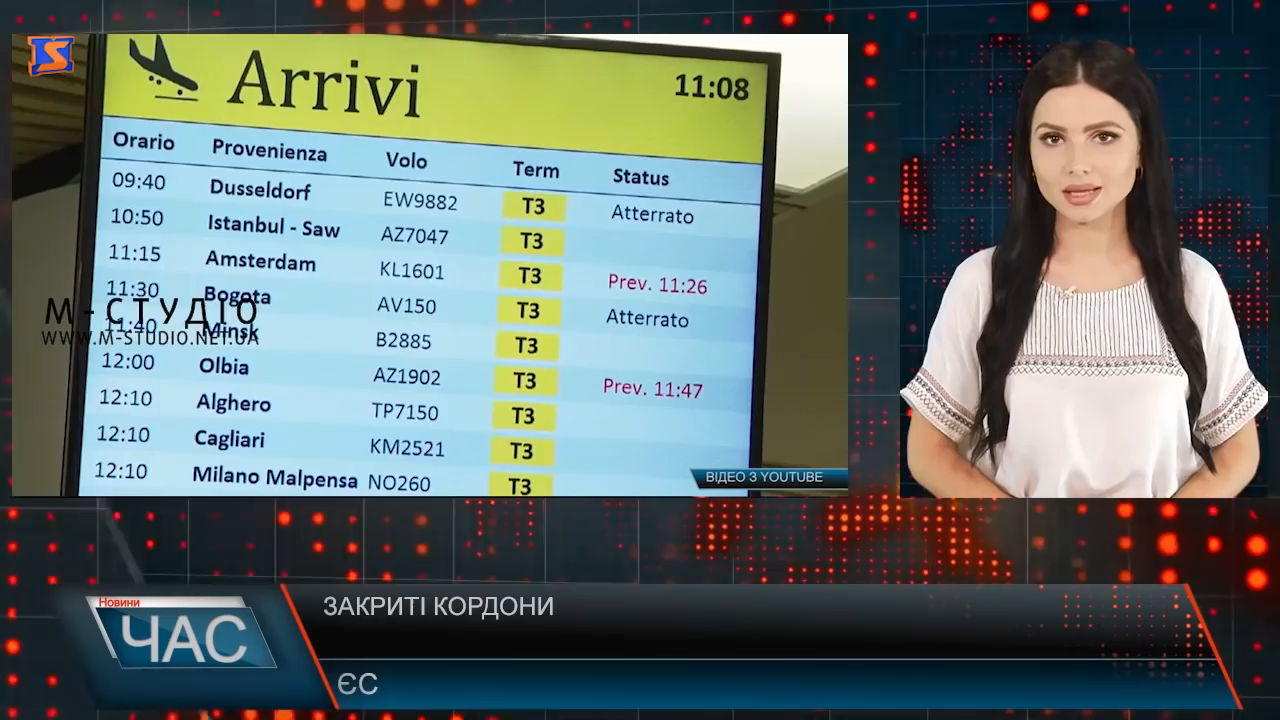 Arrivi 11:08
Orario Provenienza Volo Term Status
09:40 Dusseldorf EW9882 T3 Atterrato
10:50 Istanbul - Saw AZ7047 T3
11:15 Amsterdam KL1601 T3 Prev. 11:26
11:30 Bogota AV150 T3 Atterrato
11:40 Minsk B2885 T3
12:00 Olbia AZ1902 T3 Prev. 11:47
12:10 Alghero TP7150 T3
12:10 Cagliari KM2521 T3
12:10 Milano Malpensa NO260 T3
М-СТУДІО
WWW.M-STUDIO.NET.UA
ВІДЕО З YOUTUBE
Новини
ЧАС
ЗАКРИТІ КОРДОНИ
ЄС